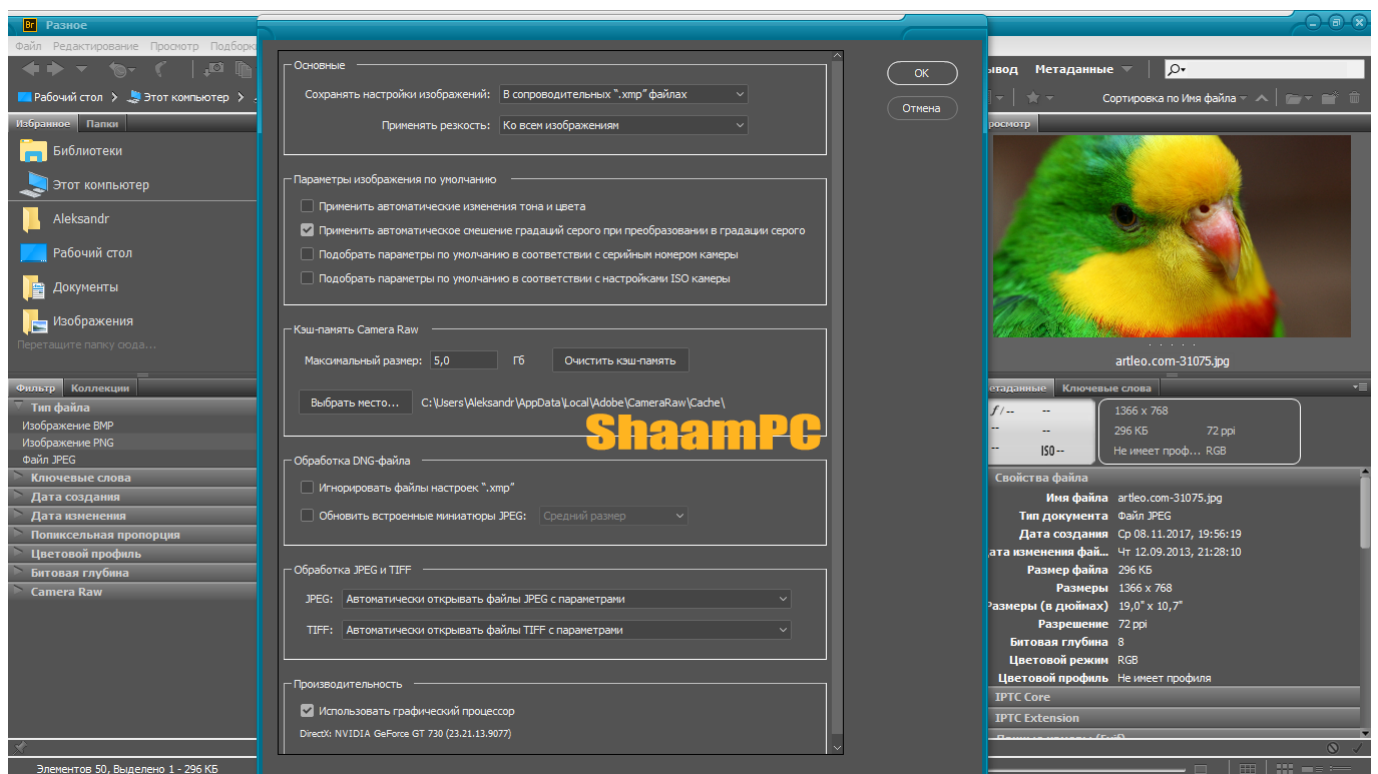 Br Разное
Файл Редактирование Просмотр
Рабочий стол > Этот компьютер >
Избранное Папки
Библиотеки
Этот компьютер
Aleksandr
Рабочий стол
Документы
Изображения
Перетащите папку сюда...
Фильтр Коллекции
Тип файла
Изображение BMP
Изображение PNG
Файл JPEG
Ключевые слова
Дата создания
Дата изменения
Попиксельная пропорция
Цветовой профиль
Битовая глубина
Camera Raw
Элементов 50, Выделено 1 - 296 КБ
Основные
Сохранять настройки изображений: В сопроводительных “.xmp” файлах
Применять резкость: Ко всем изображениям
Параметры изображения по умолчанию
Применить автоматические изменения тона и цвета
Применить автоматическое смешение градаций серого при преобразовании в градации серого
Подобрать параметры по умолчанию в соответствии с серийным номером камеры
Подобрать параметры по умолчанию в соответствии с настройками ISO камеры
Кэш-память Camera Raw
Максимальный размер: 5,0 Гб Очистить кэш-память
Выбрать место... C:\Users\Aleksandr\AppData\Local\Adobe\CameraRaw\Cache\
ShaamPC
Обработка DNG-файла
Игнорировать файлы настроек “.xmp”
Обновить встроенные миниатюры JPEG: Средний размер
Обработка JPEG и TIFF
JPEG: Автоматически открывать файлы JPEG с параметрами
TIFF: Автоматически открывать файлы TIFF с параметрами
Производительность
Использовать графический процессор
DirectX: NVIDIA GeForce GT 730 (23.21.13.9077)
OK
Отмена
Метаданные
Сортировка по Имя файла
artleo.com-31075.jpg
Ключевые слова
f/-- --
-- --
-- ISO --
1366 x 768
296 КБ 72 ppi
Не имеет проф... RGB
Свойства файла
Имя файла artleo.com-31075.jpg
Тип документа Файл JPEG
Дата создания Ср 08.11.2017, 19:56:19
ата изменения фай... Чт 12.09.2013, 21:28:10
Размер файла 296 КБ
Размеры 1366 x 768
Размеры (в дюймах) 19,0" x 10,7"
Разрешение 72 ppi
Битовая глубина 8
Цветовой режим RGB
Цветовой профиль Не имеет профиля
IPTC Core
IPTC Extension